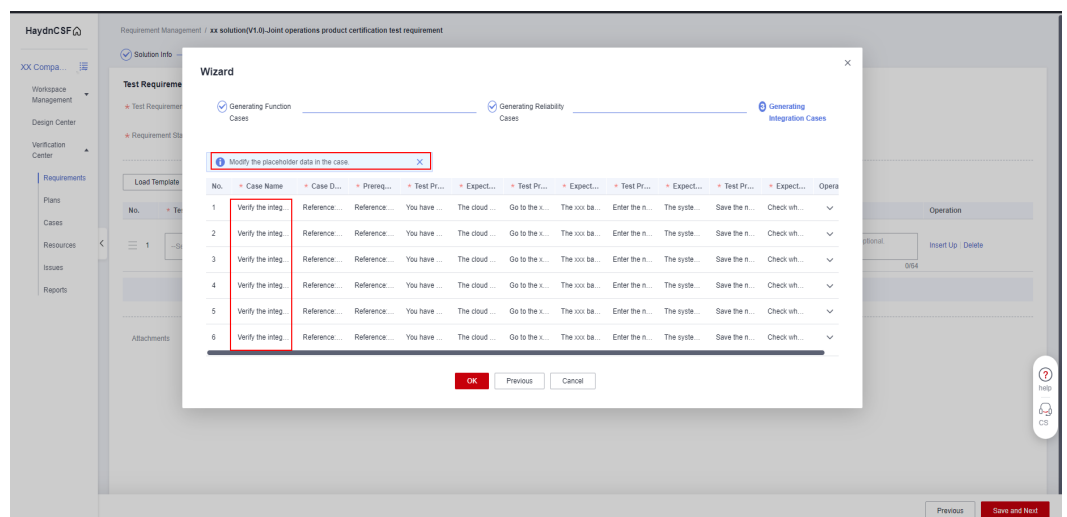 HaydnCSF
Requirement Management / xx solution(V1.0)-Joint operations product certification test requirement
XX Compa...
Solution Info
Workspace
Management
Design Center
Verification
Center
Requirements
Plans
Cases
Resources
Issues
Reports
Test Requireme
* Test Requiremen
* Requirement Sta
Load Template
No. * Te
1 --Se
Attachments
Wizard
Generating Function
Cases
Generating Reliability
Cases
3 Generating
Integration Cases
Modify the placeholder data in the case.
No. * Case Name * Case D... * Prereq... * Test Pr... * Expect... * Test Pr... * Expect... * Test Pr... * Expect... * Test Pr... * Expect... Opera
1 Verify the integ... Reference:... Reference:... You have ... The cloud ... Go to the x... The xxx ba... Enter the n... The syste... Save the n... Check wh...
2 Verify the integ... Reference:... Reference:... You have ... The cloud ... Go to the x... The xxx ba... Enter the n... The syste... Save the n... Check wh...
3 Verify the integ... Reference:... Reference:... You have ... The cloud ... Go to the x... The xxx ba... Enter the n... The syste... Save the n... Check wh...
4 Verify the integ... Reference:... Reference:... You have ... The cloud ... Go to the x... The xxx ba... Enter the n... The syste... Save the n... Check wh...
5 Verify the integ... Reference:... Reference:... You have ... The cloud ... Go to the x... The xxx ba... Enter the n... The syste... Save the n... Check wh...
6 Verify the integ... Reference:... Reference:... You have ... The cloud ... Go to the x... The xxx ba... Enter the n... The syste... Save the n... Check wh...
OK Previous Cancel
Operation
ptional.
Insert Up Delete
0/64
help
CS
Previous Save and Next